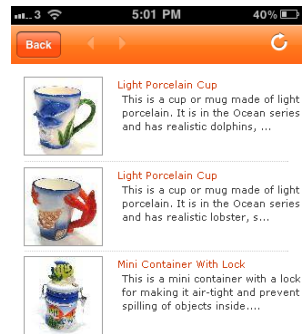 3 5:01 PM 40%
Back
Light Porcelain Cup
This is a cup or mug made of light
porcelain. It is in the Ocean series
and has realistic dolphins, ...
Light Porcelain Cup
This is a cup or mug made of light
porcelain. It is in the Ocean series
and has realistic lobster, s...
Mini Container With Lock
This is a mini container with a lock
for making it air-tight and prevent
spilling of objects inside....